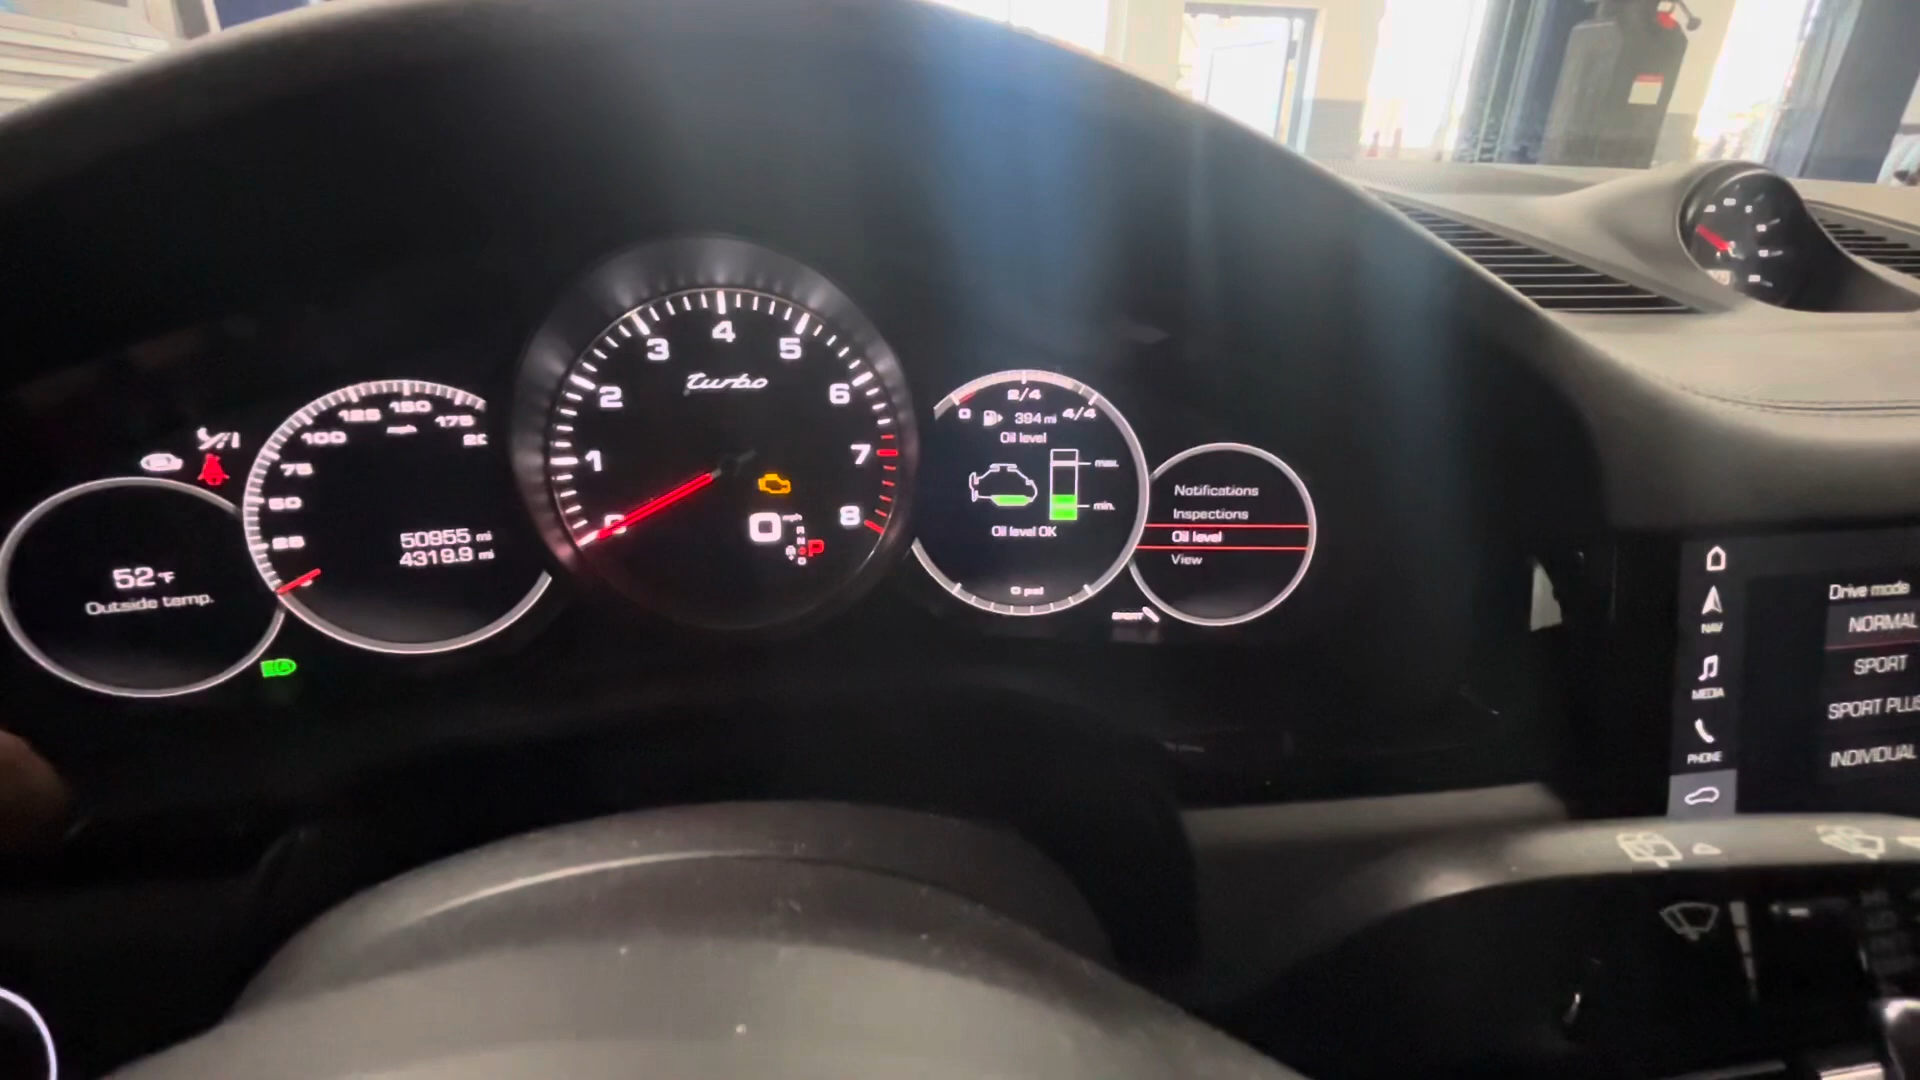 52°F
Outside temp.
25
50
75
100
125
150
175
mph
50955 mi
4319.9 mi
1
2
3
4
5
6
7
8
turbo
0 mph
R
N
D
P
0
2/4
4/4
394 mi
Oil level
max.
min.
Oil level OK
0 psi
Notifications
Inspections
Oil level
View
NAV
MEDIA
PHONE
Drive mode
NORMAL
SPORT
SPORT PLUS
INDIVIDUAL